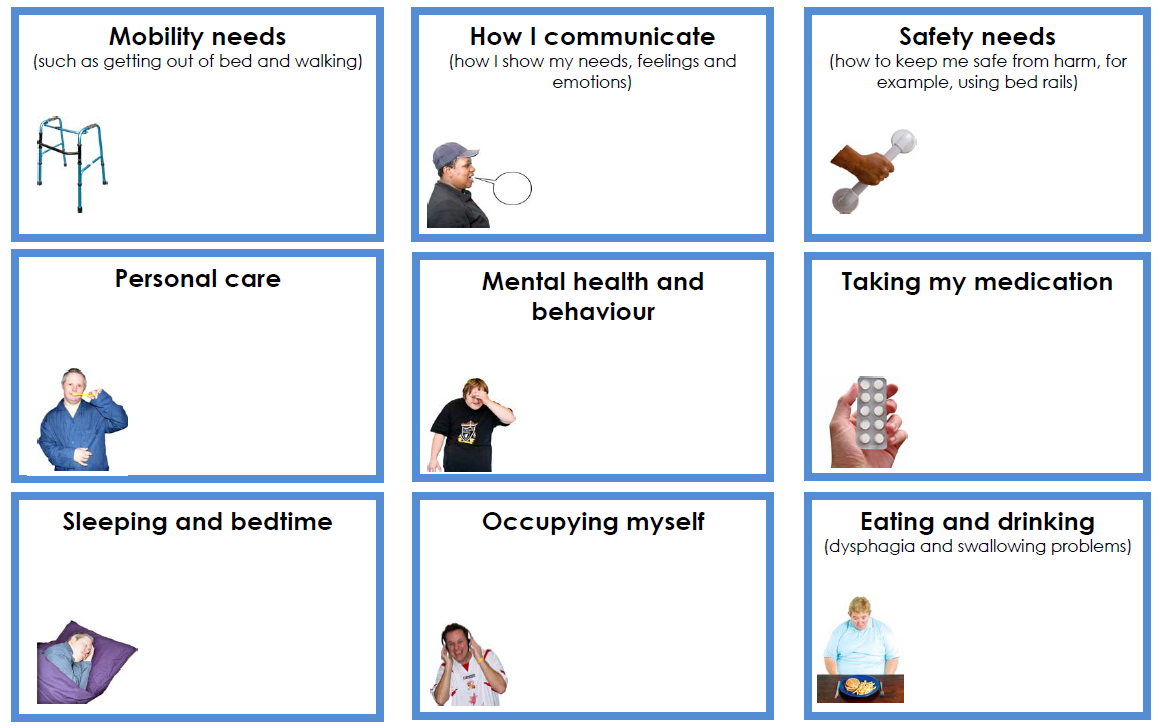 Mobility needs
(such as getting out of bed and walking)
How I communicate
(how I show my needs, feelings and
emotions)
Safety needs
(how to keep me safe from harm, for
example, using bed rails)
Personal care
Mental health and
behaviour
Taking my medication
Sleeping and bedtime
Occupying myself
Eating and drinking
(dysphagia and swallowing problems)